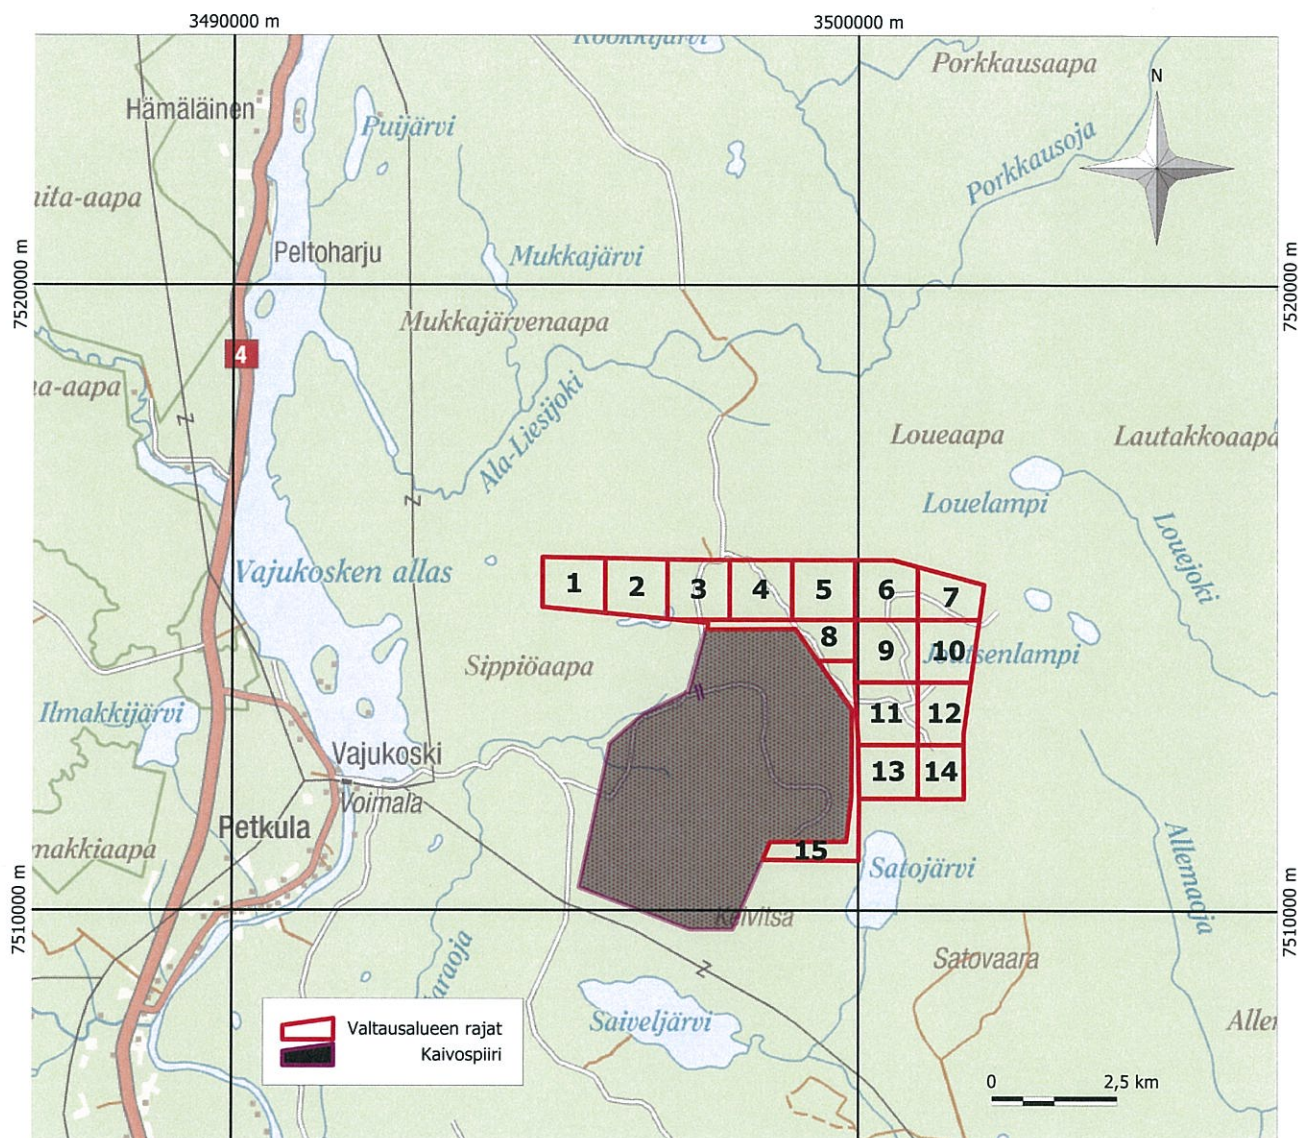 3490000 m
3500000 m
Porkkausaapa
N
Hämäläinen
Puijärvi
Porkkausoja
Peltoharju
Mukkajärvi
7520000 m
7520000 m
Mukkajärvenaapa
4
Ala-Liesijoki
Loueaapa
Lautakkoaapa
Louelampi
Louejoki
Vajukosken allas
1
2
3
4
5
6
7
8
9
10
Sippiöaapa
Joutsenlampi
Ilmakkijärvi
11
12
Vajukoski
13
14
Voimala
Petkula
15
Satojärvi
Allemaoja
7510000 m
7510000 m
Kevitsa
Satovaara
Saiveljärvi
Valtausalueen rajat
Kaivospiiri
0
2,5 km